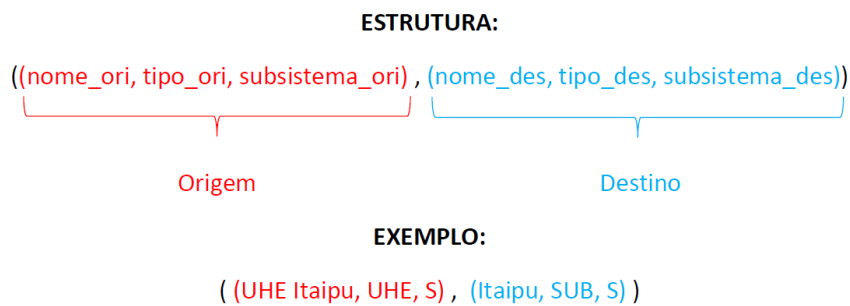 ESTRUTURA:
((nome_ori, tipo_ori, subsistema_ori) , (nome_des, tipo_des, subsistema_des))
Origem Destino
EXEMPLO:
( (UHE Itaipu, UHE, S) , (Itaipu, SUB, S) )